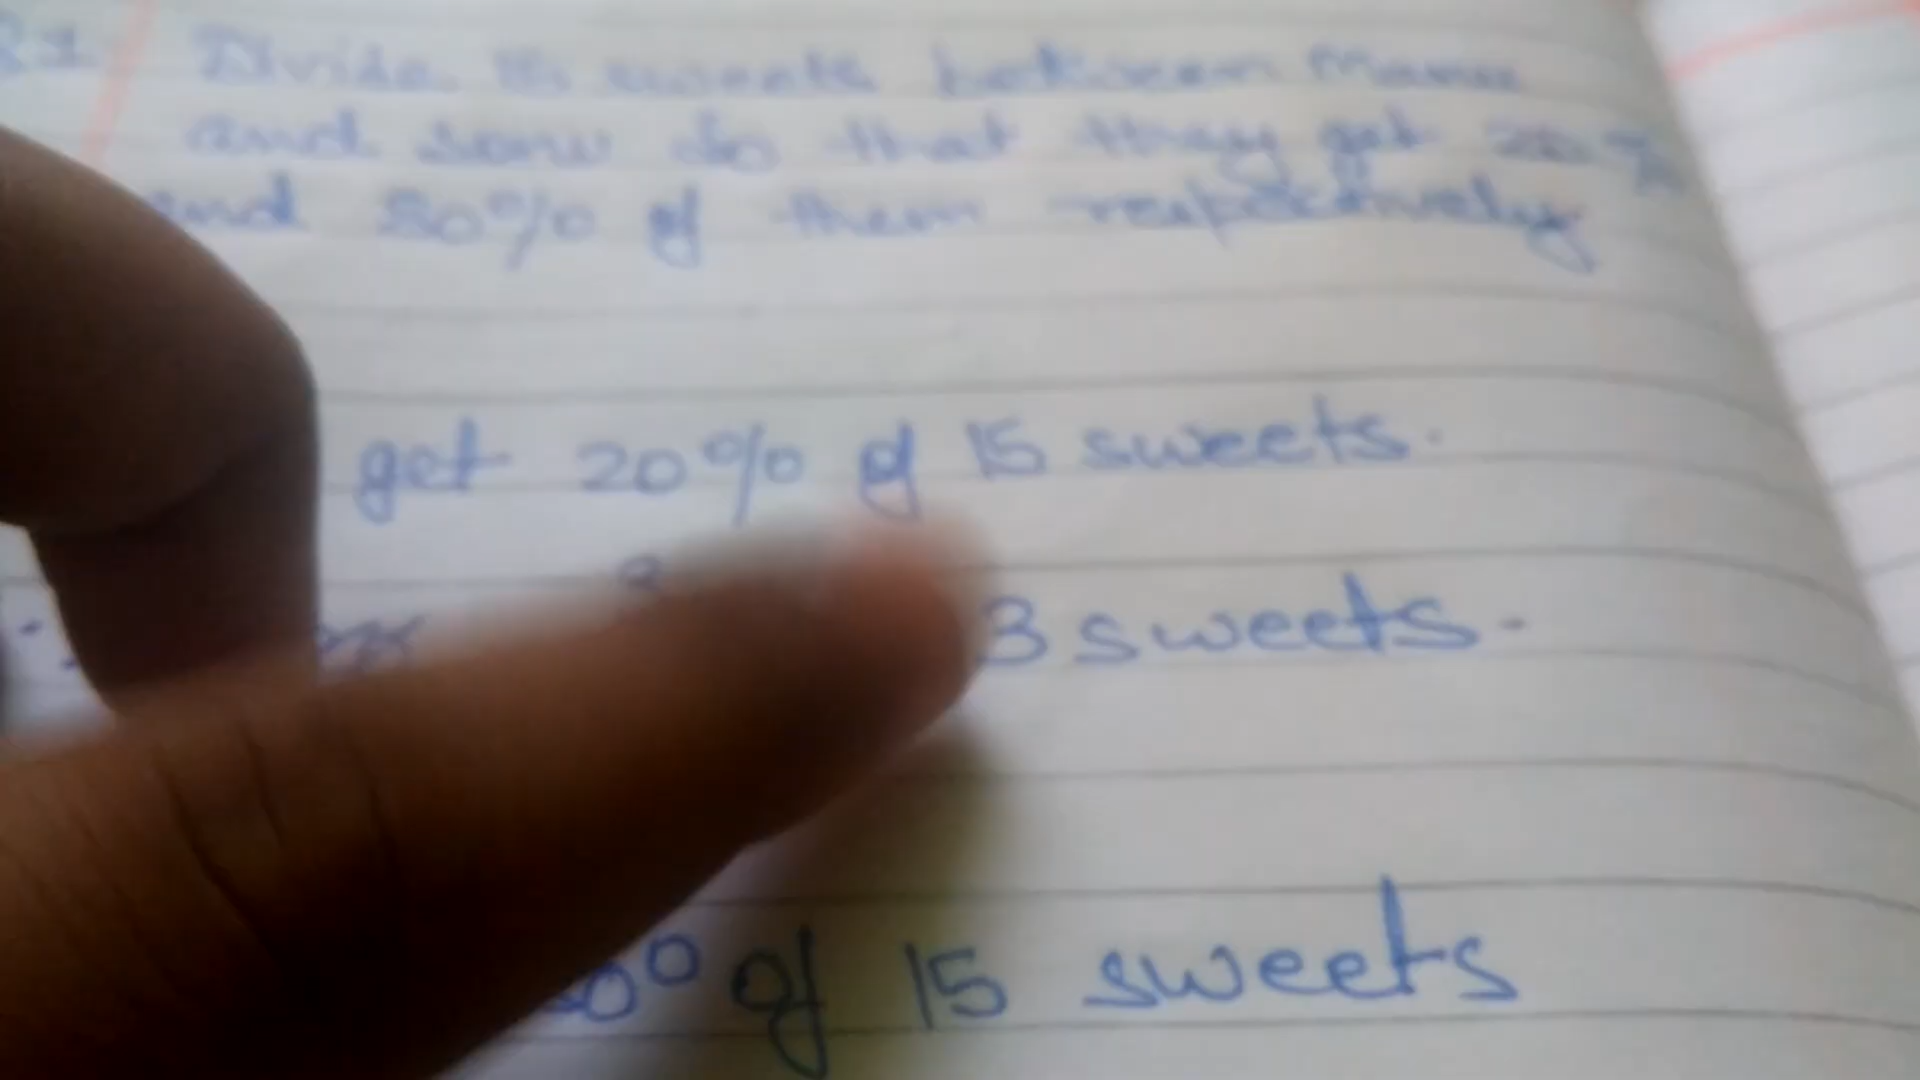 Divide 15 sweets between Manu
and sonu so that they get 20%
and 80% of them respectively
get 20% of 15 sweets.
3 sweets.
of 15 sweets